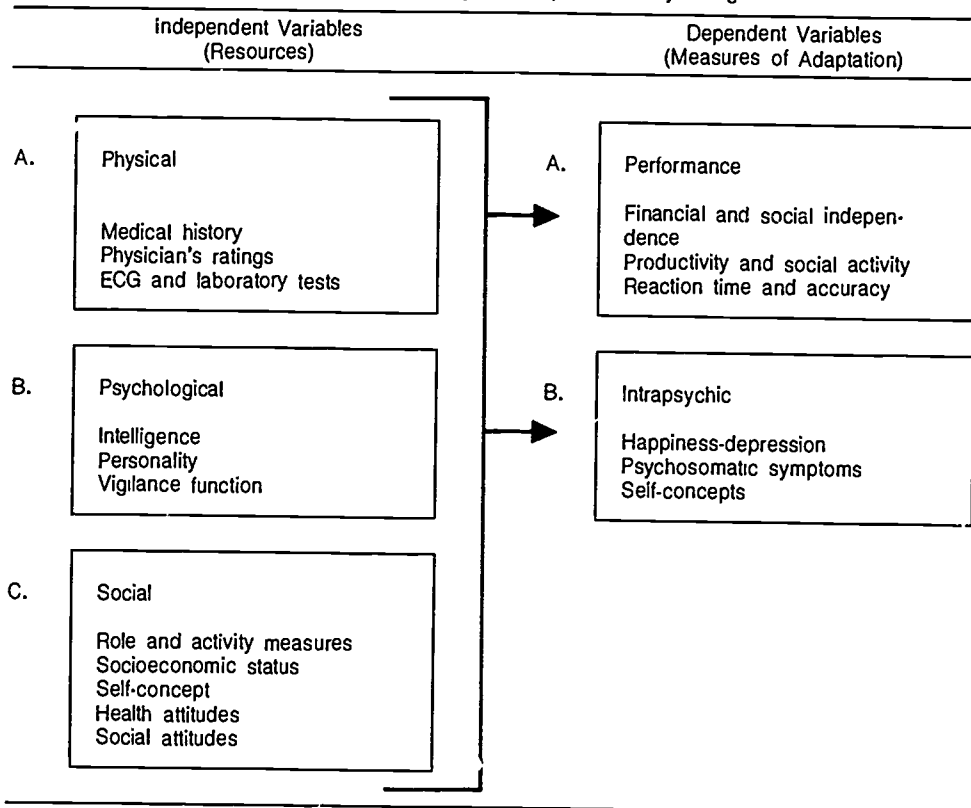 Independent Variables
(Resources)
Dependent Variables
(Measures of Adaptation)
A.
Physical
Medical history
Physician's ratings
ECG and laboratory tests
B.
Psychological
Intelligence
Personality
Vigilance function
C.
Social
Role and activity measures
Socioeconomic status
Self-concept
Health attitudes
Social attitudes
A.
Performance
Financial and social indepen-
dence
Productivity and social activity
Reaction time and accuracy
B.
Intrapsychic
Happiness-depression
Psychosomatic symptoms
Self-concepts